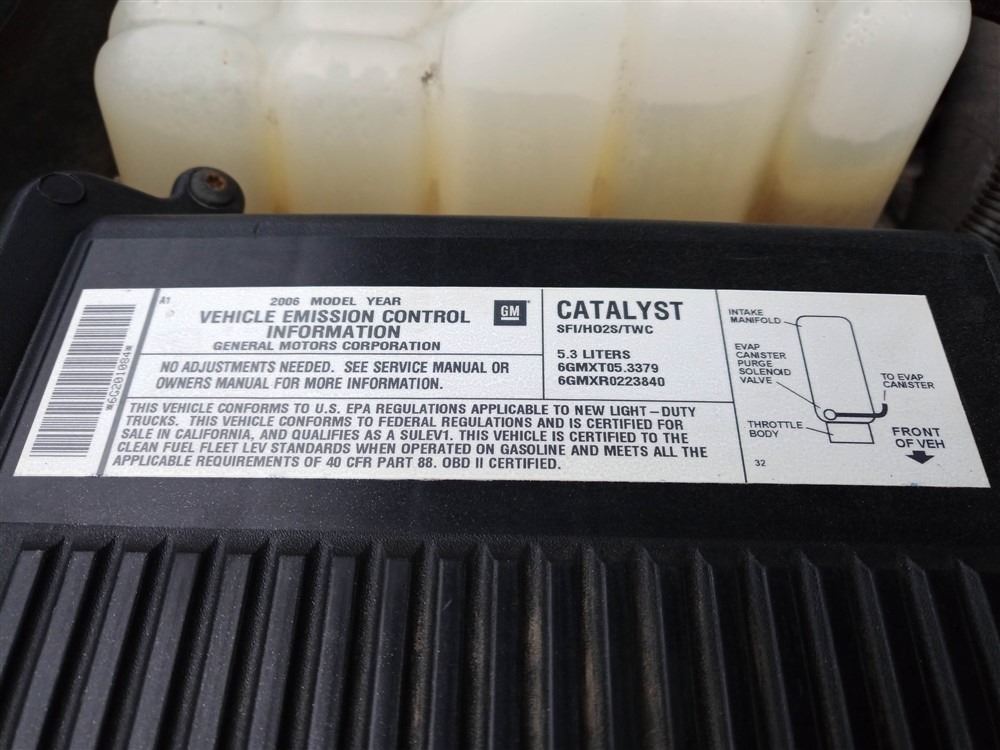 *6G201084*
A1
2006 MODEL YEAR
VEHICLE EMISSION CONTROL
INFORMATION
GENERAL MOTORS CORPORATION
GM
NO ADJUSTMENTS NEEDED. SEE SERVICE MANUAL OR
OWNERS MANUAL FOR MORE INFORMATION.
CATALYST
SFI/HO2S/TWC
5.3 LITERS
6GMXT05.3379
6GMXR0223840
THIS VEHICLE CONFORMS TO U.S. EPA REGULATIONS APPLICABLE TO NEW LIGHT-DUTY
TRUCKS. THIS VEHICLE CONFORMS TO FEDERAL REGULATIONS AND IS CERTIFIED FOR
SALE IN CALIFORNIA, AND QUALIFIES AS A SULEV1. THIS VEHICLE IS CERTIFIED TO THE
CLEAN FUEL FLEET LEV STANDARDS WHEN OPERATED ON GASOLINE AND MEETS ALL THE
APPLICABLE REQUIREMENTS OF 40 CFR PART 88. OBD II CERTIFIED.
INTAKE
MANIFOLD
EVAP
CANISTER
PURGE
SOLENOID
VALVE
TO EVAP
CANISTER
THROTTLE
BODY
FRONT
OF VEH
32